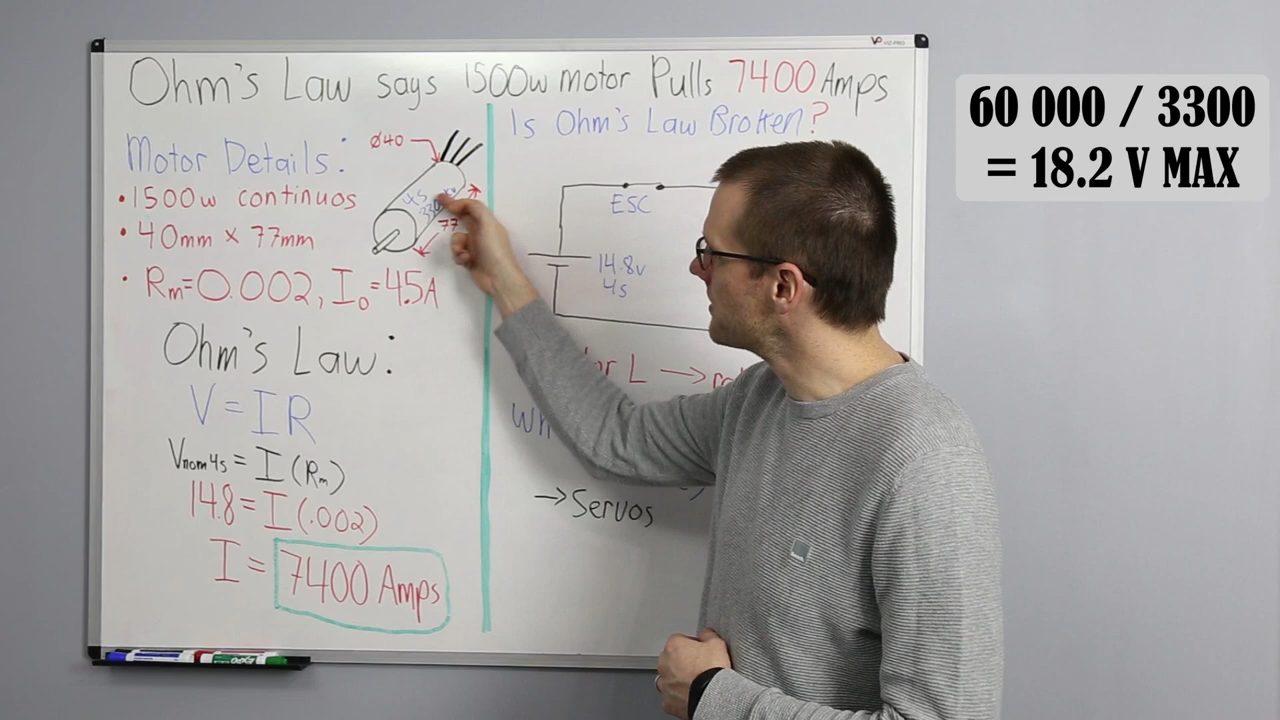 Ohm's Law says 1500w motor Pulls 7400 Amps
Motor Details:
• 1500w continuos
• 40mm x 77mm
• Rm=0.002, I0=4.5A
Ø40
77
Ohm's Law:
V=IR
Vnom4s=I(Rm)
14.8=I(.002)
I= 7400 Amps
Is Ohm's Law Broken?
ESC
14.8v
4s
L →
→Servos
60 000 / 3300
= 18.2 V MAX